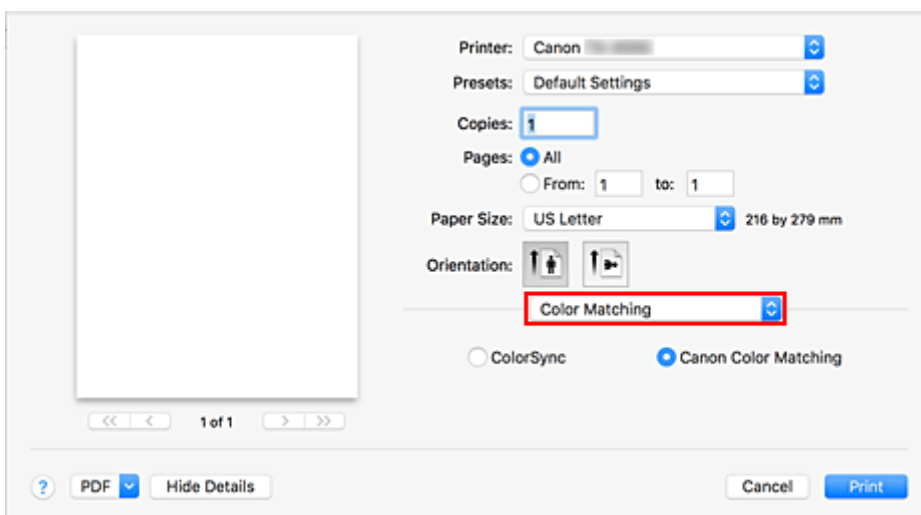 Printer: Canon
Presets: Default Settings
Copies: 1
Pages: All
From: 1 to: 1
Paper Size: US Letter 216 by 279 mm
Orientation:
Color Matching
ColorSync Canon Color Matching
<< < 1 of 1 > >>
? PDF Hide Details Cancel Print